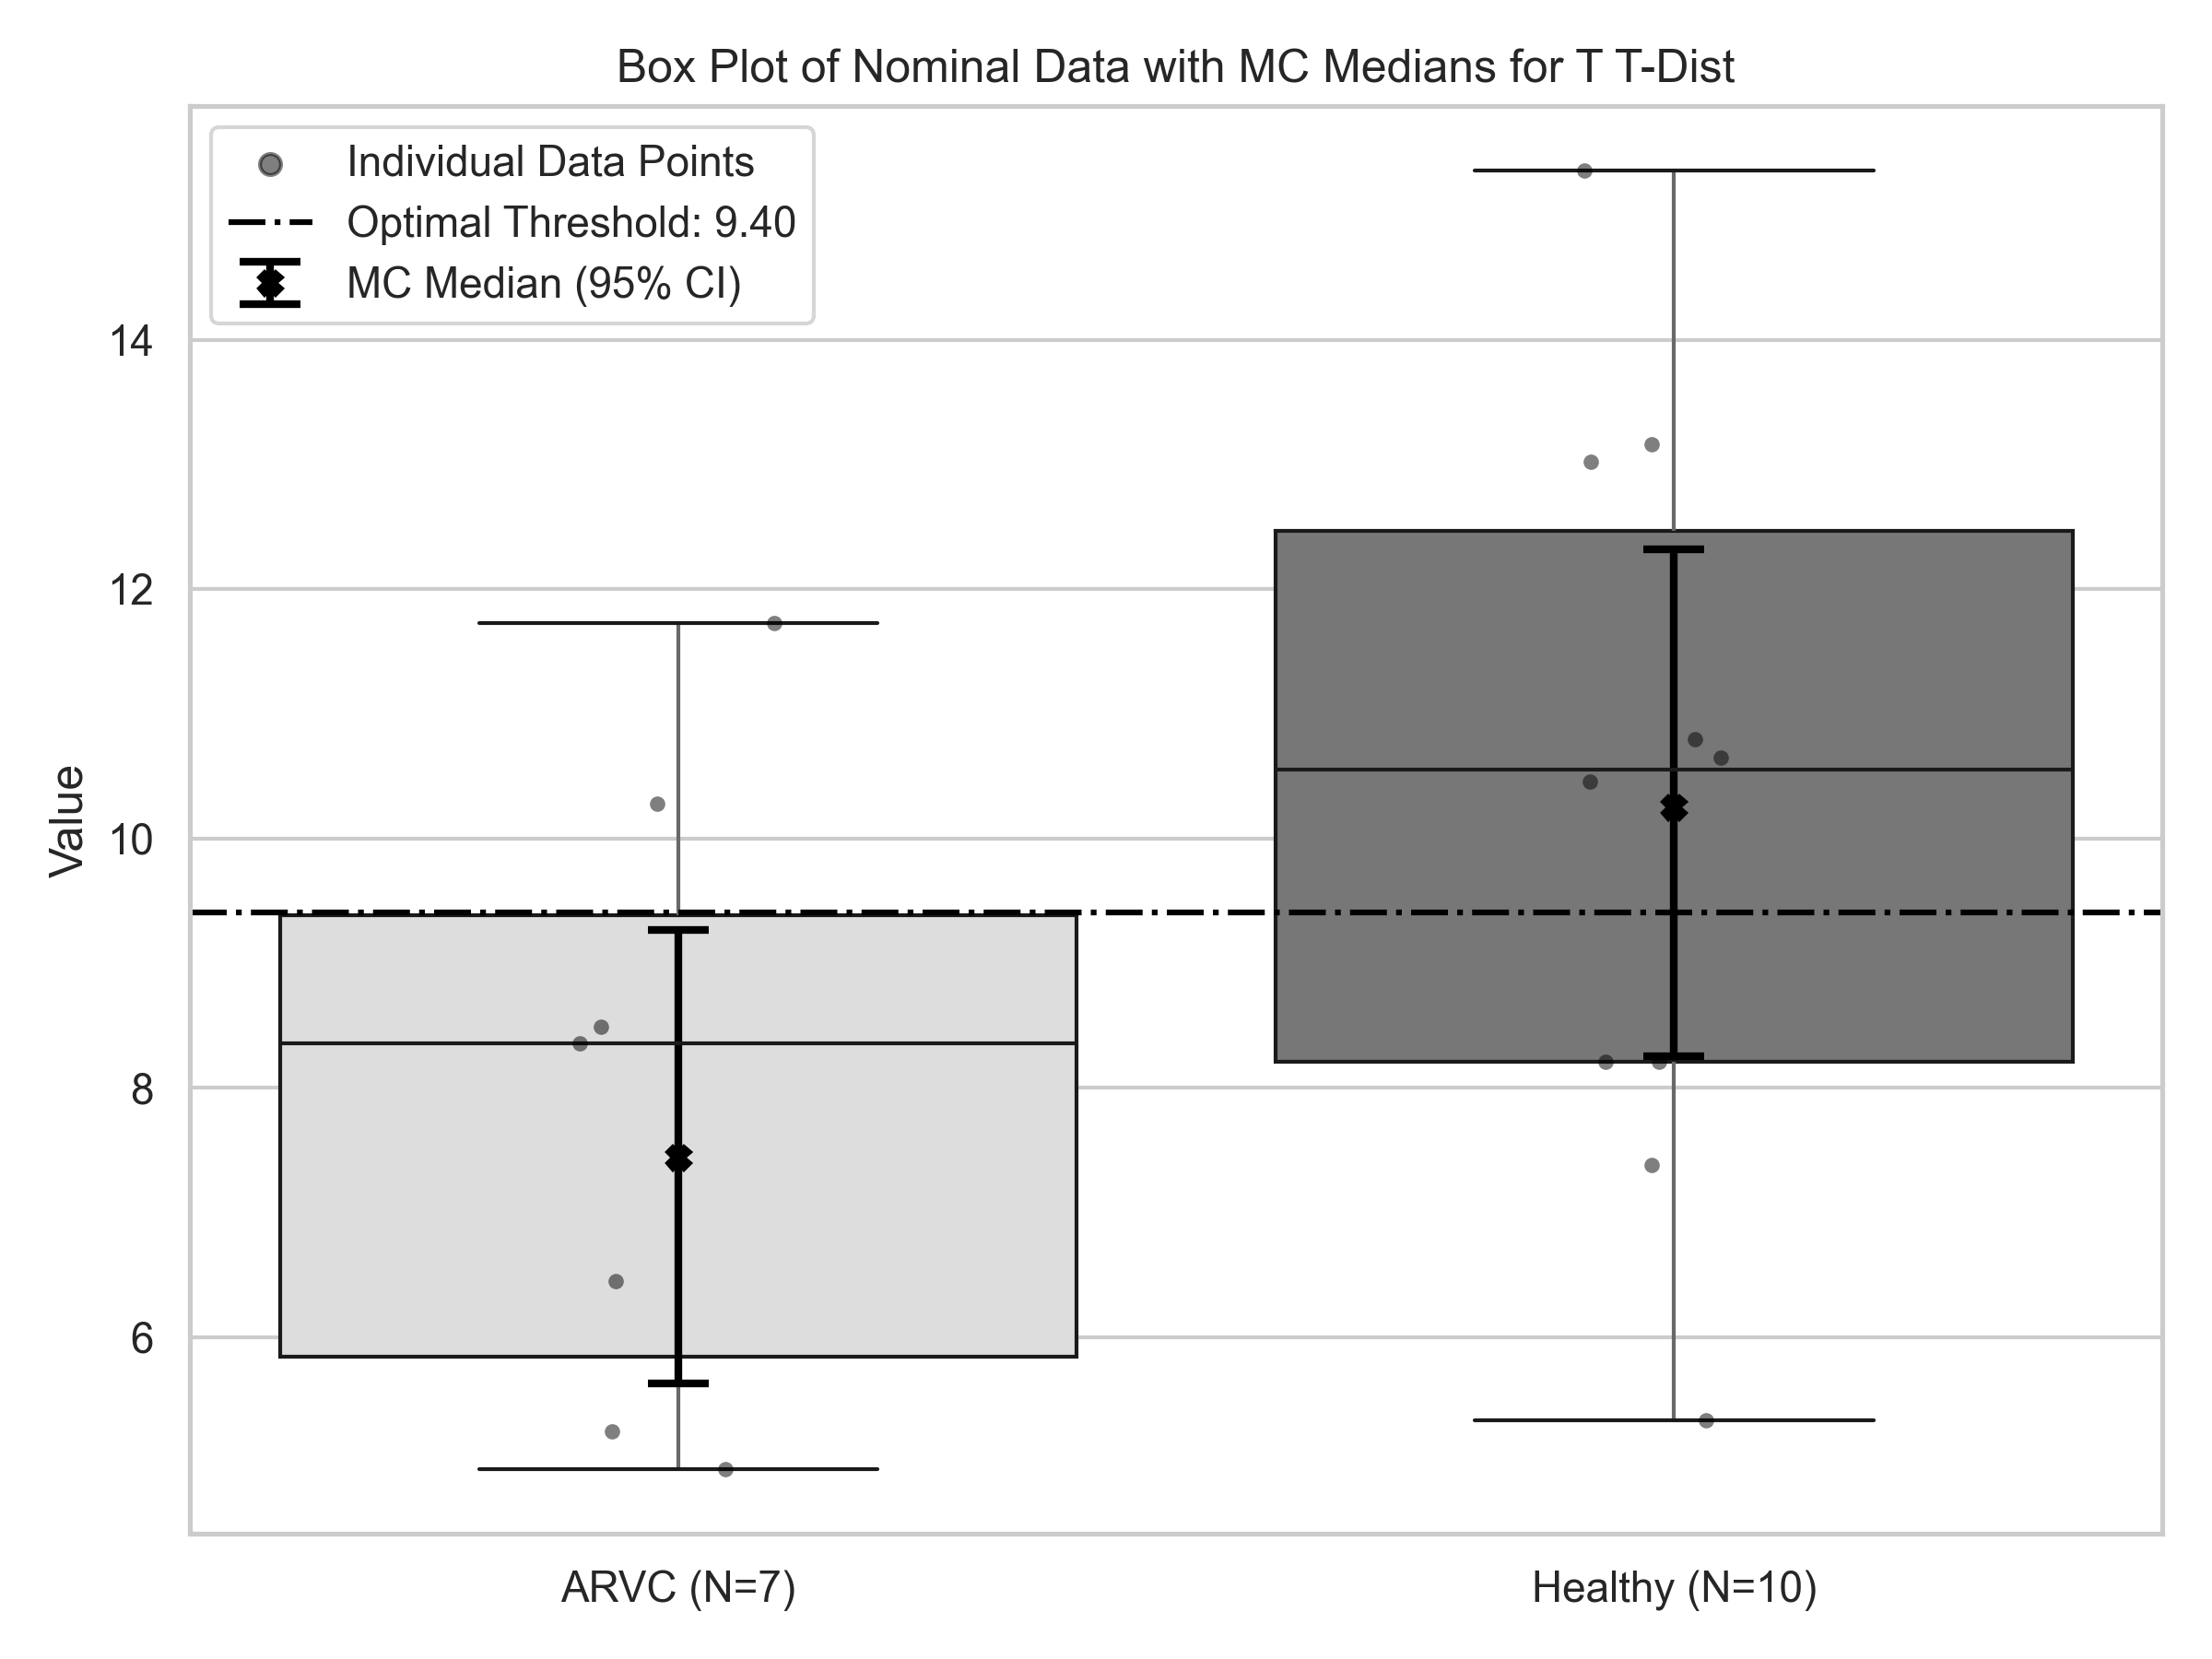 Box Plot of Nominal Data with MC Medians for T T-Dist
Individual Data Points
Optimal Threshold: 9.40
MC Median (95% CI)
14
12
10
8
6
Value
ARVC (N=7)
Healthy (N=10)